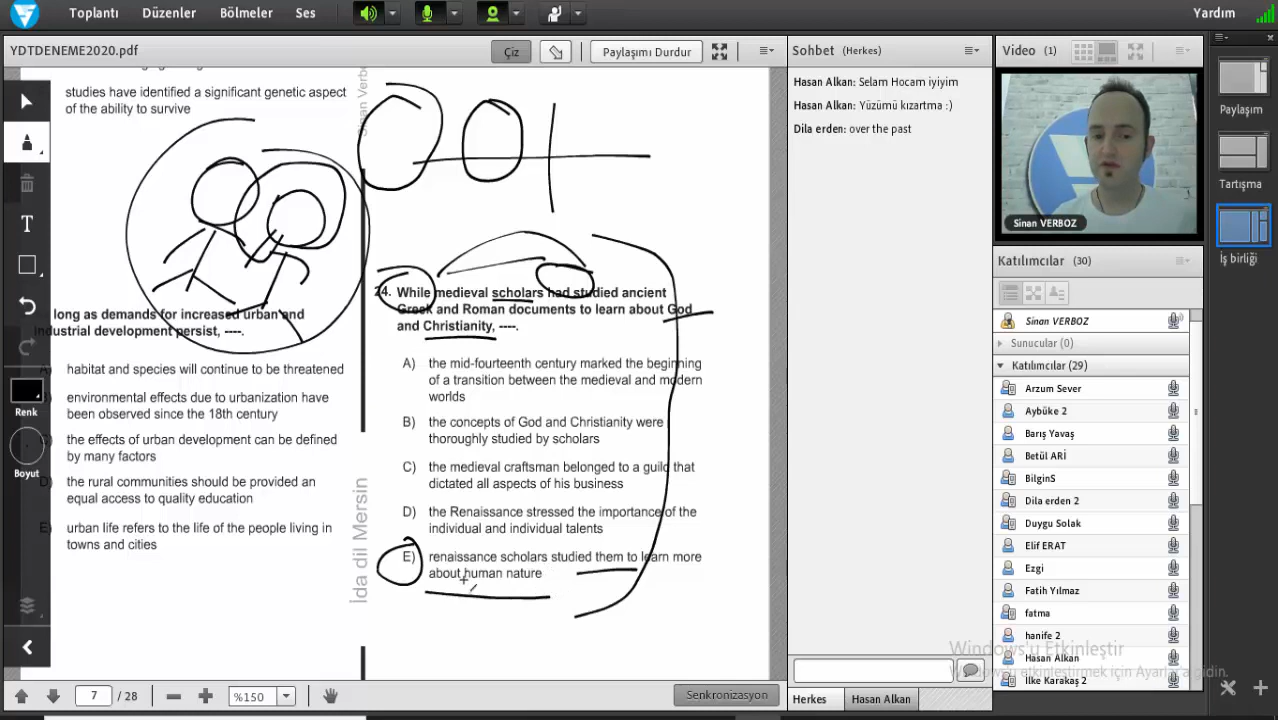 Toplantı Düzenler Bölmeler Ses Yardım
YDTDENEME2020.pdf Çiz Paylaşımı Durdur
studies have identified a significant genetic aspect
of the ability to survive
long as demands for increased urban and
industrial development persist, ----.
habitat and species will continue to be threatened
B) environmental effects due to urbanization have
been observed since the 18th century
the effects of urban development can be defined
by many factors
D) the rural communities should be provided an
equal access to quality education
E) urban life refers to the life of the people living in
towns and cities
Sinan Verboz
İda dil Mersin
24. While medieval scholars had studied ancient
Greek and Roman documents to learn about God
and Christianity, ----.
A) the mid-fourteenth century marked the beginning
of a transition between the medieval and modern
worlds
B) the concepts of God and Christianity were
thoroughly studied by scholars
C) the medieval craftsman belonged to a guild that
dictated all aspects of his business
D) the Renaissance stressed the importance of the
individual and individual talents
E) renaissance scholars studied them to learn more
about human nature
T
Renk
Boyut
7 / 28 %150 Senkronizasyon
Sohbet (Herkes)
Hasan Alkan: Selam Hocam iyiyim
Hasan Alkan: Yüzümü kızartma :)
Dila erden: over the past
Herkes Hasan Alkan
Video (1)
Sinan VERBOZ
Katılımcılar (30)
Sinan VERBOZ
Sunucular (0)
Katılımcılar (29)
Arzum Sever
Aybüke 2
Barış Yavaş
Betül ARİ
BilginS
Dila erden 2
Duygu Solak
Elif ERAT
Ezgi
Fatih Yılmaz
fatma
hanife 2
Hasan Alkan
İlke Karakaş 2
Paylaşım
Tartışma
İş birliği
Windows'u Etkinleştir
Windows'u etkinleştirmek için Ayarlar'a gidin.